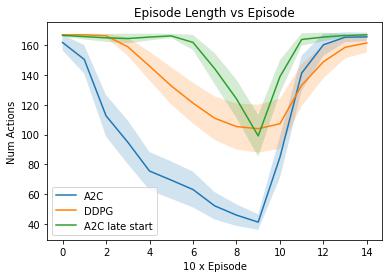 Episode Length vs Episode
Num Actions
160
140
120
100
80
60
40
A2C
DDPG
A2C late start
0 2 4 6 8 10 12 14
10 x Episode